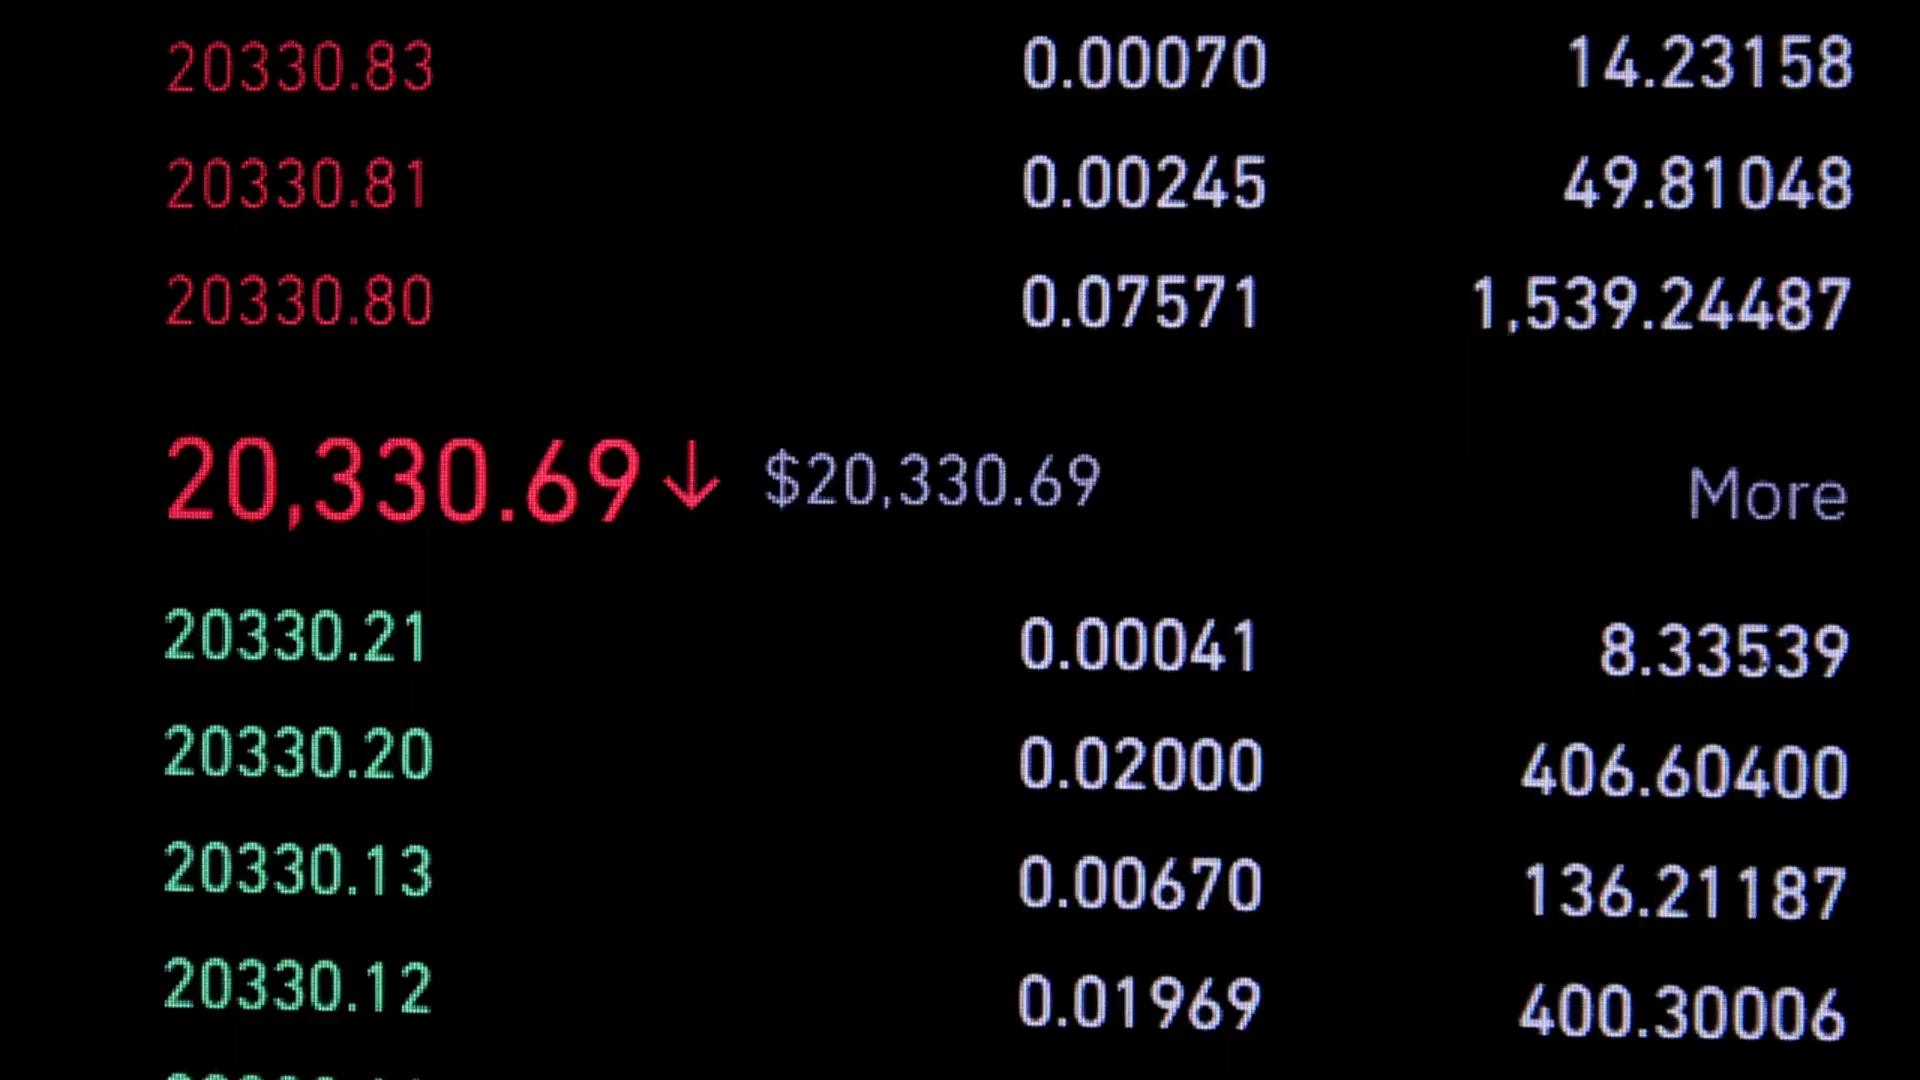 20330.83 0.00070 14.23158
20330.81 0.00245 49.81048
20330.80 0.07571 1,539.24487
20,330.69↓ $20,330.69 More
20330.21 0.00041 8.33539
20330.20 0.02000 406.60400
20330.13 0.00670 136.21187
20330.12 0.01969 400.30006